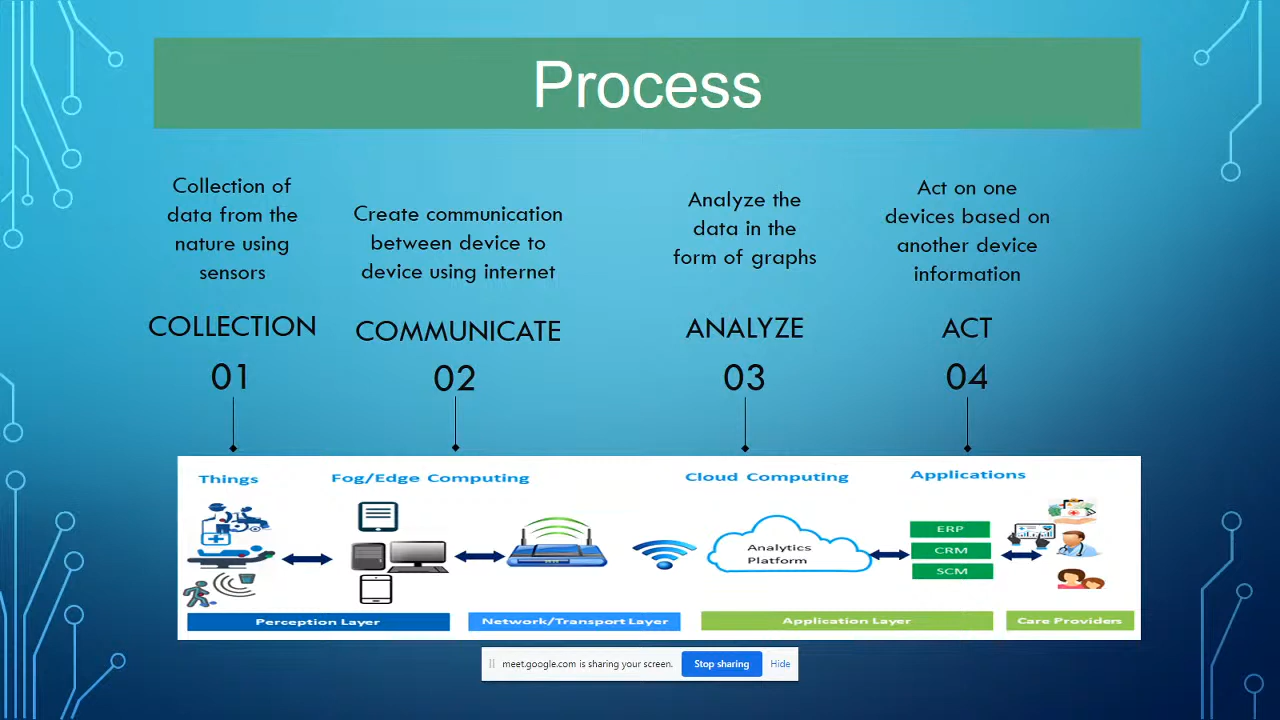 Process
Collection of
data from the
nature using
sensors
COLLECTION
01
Create communication
between device to
device using internet
COMMUNICATE
02
Analyze the
data in the
form of graphs
ANALYZE
03
Act on one
devices based on
another device
information
ACT
04
Things
Fog/Edge Computing
Cloud Computing
Applications
Analytics
Platform
ERP
CRM
SCM
Perception Layer
Network/Transport Layer
Application Layer
Care Providers
meet.google.com is sharing your screen.
Stop sharing
Hide